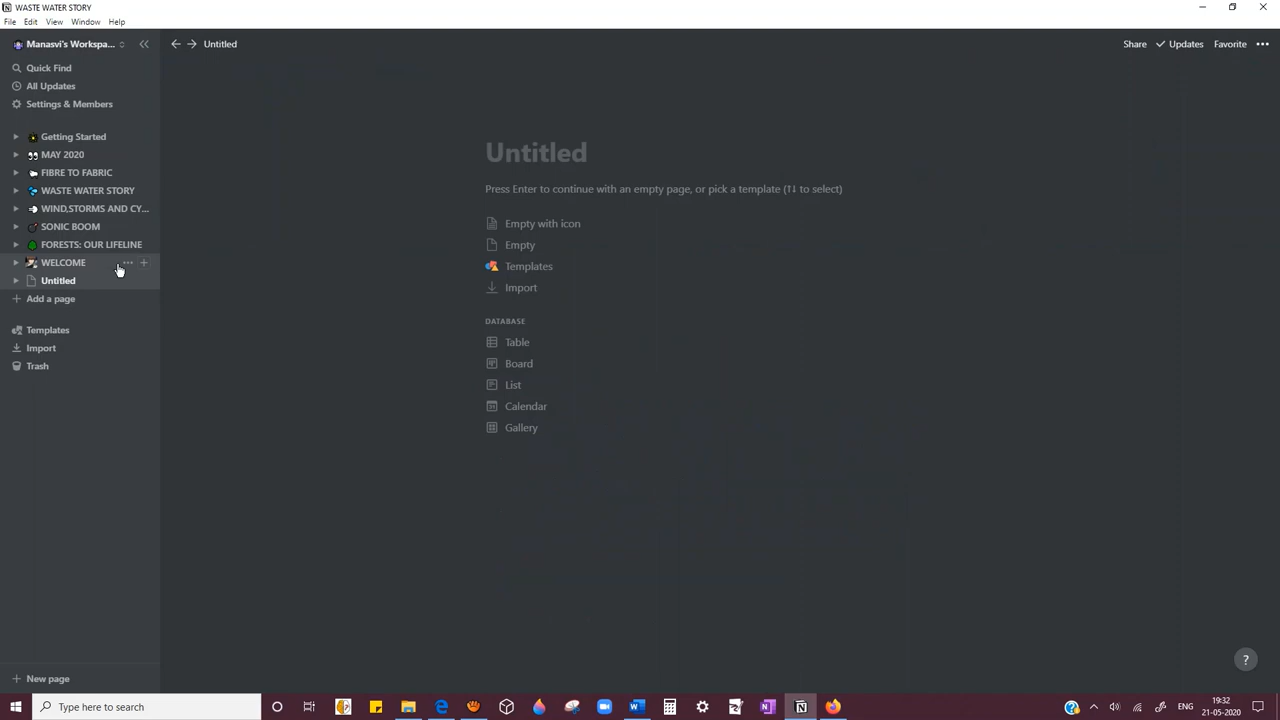 WASTE WATER STORY
File Edit View Window Help
Manasvi's Workspa...
Untitled
Share Updates Favorite
Quick Find
All Updates
Settings & Members
Getting Started
MAY 2020
FIBRE TO FABRIC
WASTE WATER STORY
WIND,STORMS AND CY...
SONIC BOOM
FORESTS: OUR LIFELINE
WELCOME
Untitled
Add a page
Templates
Import
Trash
New page
Untitled
Press Enter to continue with an empty page, or pick a template (↑↓ to select)
Empty with icon
Empty
Templates
Import
DATABASE
Table
Board
List
Calendar
Gallery
?
Type here to search
ENG
19:32
21-05-2020